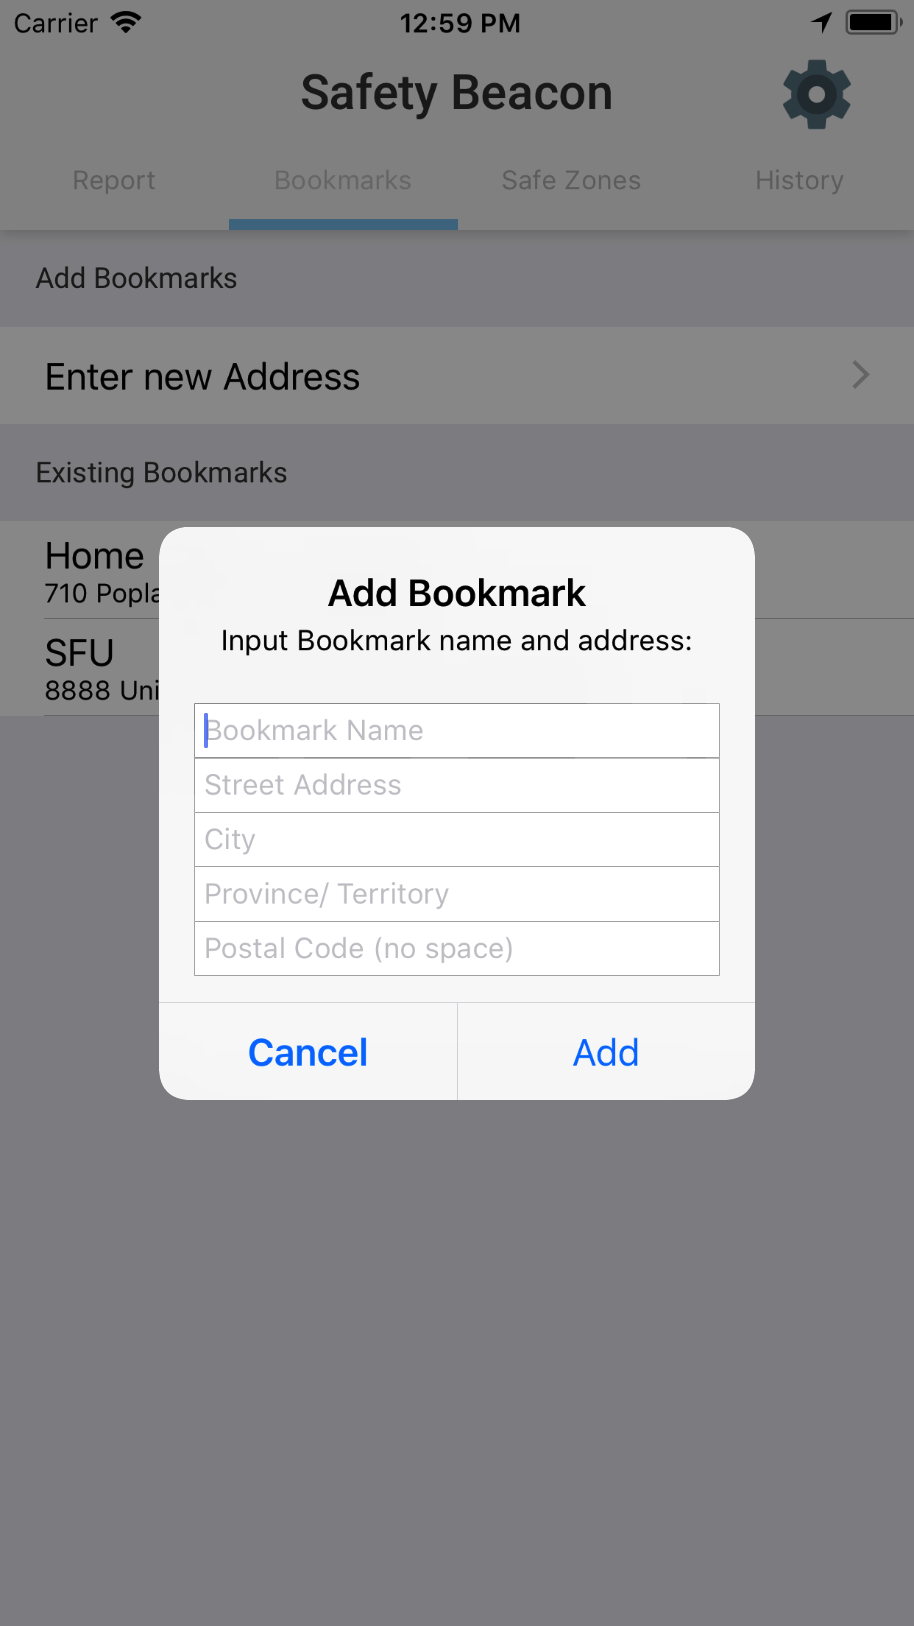 Carrier 12:59 PM
Safety Beacon
Report Bookmarks Safe Zones History
Add Bookmarks
Enter new Address
Existing Bookmarks
Home
710 Popla
SFU
8888 Uni
Add Bookmark
Input Bookmark name and address:
Bookmark Name
Street Address
City
Province/ Territory
Postal Code (no space)
Cancel Add